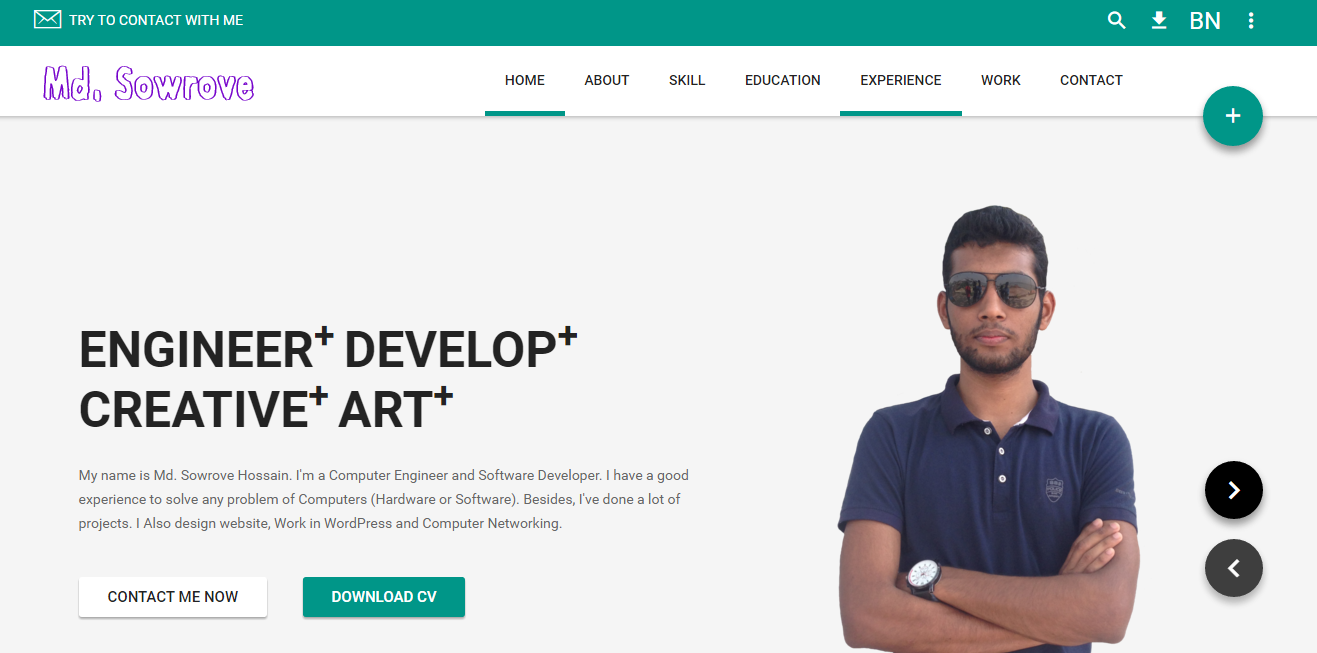 TRY TO CONTACT WITH ME
BN
Md. Sowrove
HOME
ABOUT
SKILL
EDUCATION
EXPERIENCE
WORK
CONTACT
+
ENGINEER+ DEVELOP+
CREATIVE+ ART+
My name is Md. Sowrove Hossain. I'm a Computer Engineer and Software Developer. I have a good
experience to solve any problem of Computers (Hardware or Software). Besides, I've done a lot of
projects. I Also design website, Work in WordPress and Computer Networking.
CONTACT ME NOW
DOWNLOAD CV